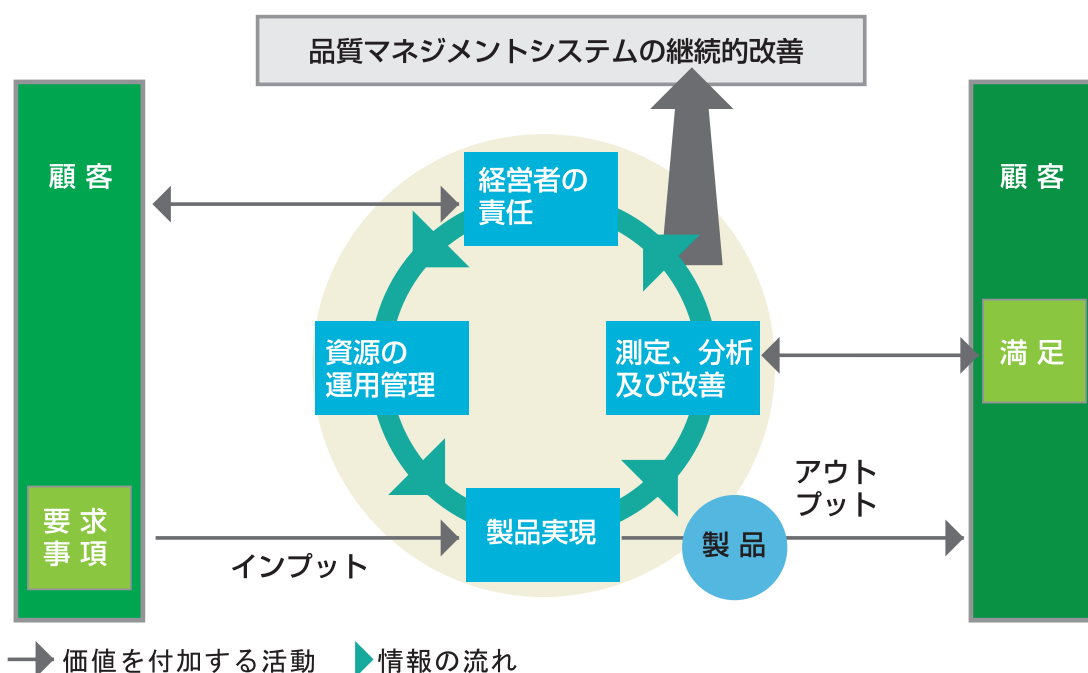 品質マネジメントシステムの継続的改善
顧客
経営者の
責任
顧客
資源の
運用管理
測定、分析
及び改善
満足
アウト
プット
要求
事項
インプット
製品実現
製品
価値を付加する活動
情報の流れ